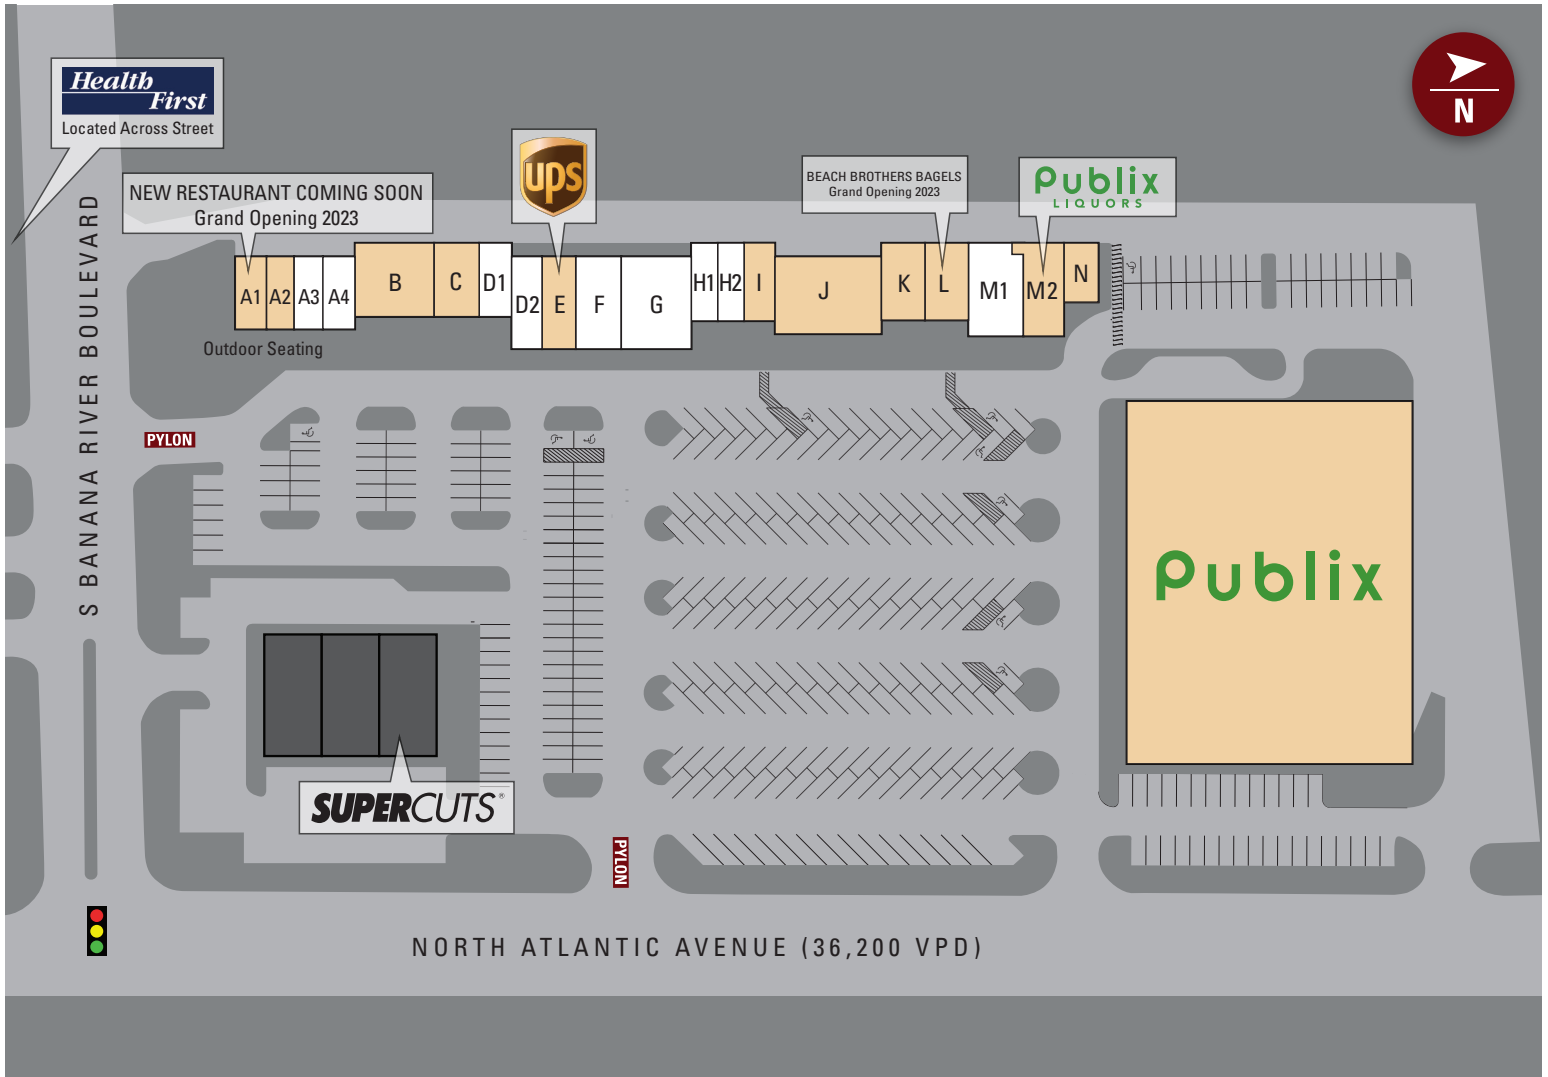 Health
First
Located Across Street
N
NEW RESTAURANT COMING SOON
Grand Opening 2023
ups
BEACH BROTHERS BAGELS
Grand Opening 2023
Publix
LIQUORS
S BANANA RIVER BOULEVARD
A1
A2
A3
A4
B
C
D1
D2
E
F
G
H1
H2
I
J
K
L
M1
M2
N
Outdoor Seating
PYLON
Publix
SUPERCUTS®
PYLON
NORTH ATLANTIC AVENUE (36,200 VPD)